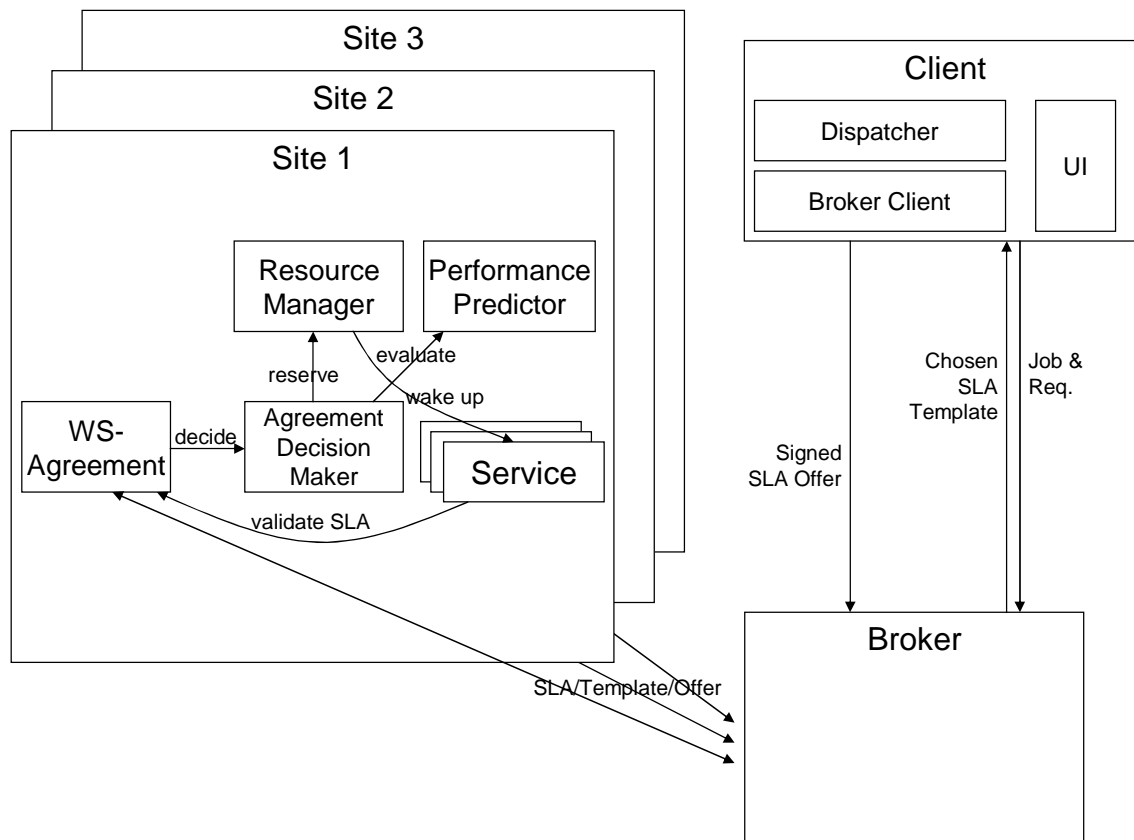 Site 3
Site 2
Site 1
Resource
Manager
Performance
Predictor
evaluate
reserve
wake up
WS-
Agreement
decide
Agreement
Decision
Maker
Service
validate SLA
SLA/Template/Offer
Client
Dispatcher
Broker Client
UI
Chosen
SLA
Template
Job &
Req.
Signed
SLA Offer
Broker